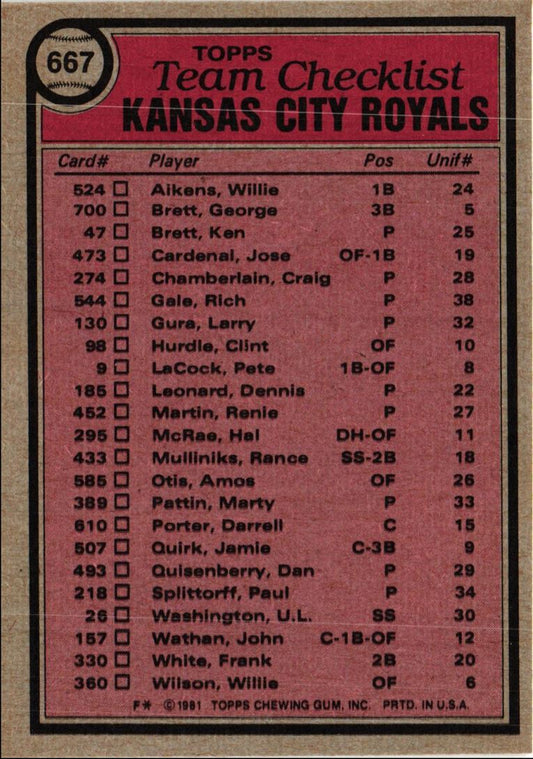 667
TOPPS
Team Checklist
KANSAS CITY ROYALS
Card# Player Pos Unif#
524 □ Aikens, Willie 1B 24
700 □ Brett, George 3B 5
47 □ Brett, Ken P 25
473 □ Cardenal, Jose OF-1B 19
274 □ Chamberlain, Craig P 28
544 □ Gale, Rich P 38
130 □ Gura, Larry P 32
98 □ Hurdle, Clint OF 10
9 □ LaCock, Pete 1B-OF 8
185 □ Leonard, Dennis P 22
452 □ Martin, Renie P 27
295 □ McRae, Hal DH-OF 11
433 □ Mulliniks, Rance SS-2B 18
585 □ Otis, Amos OF 26
389 □ Pattin, Marty P 33
610 □ Porter, Darrell C 15
507 □ Quirk, Jamie C-3B 9
493 □ Quisenberry, Dan P 29
218 □ Splittorff, Paul P 34
26 □ Washington, U.L. SS 30
157 □ Wathan, John C-1B-OF 12
330 □ White, Frank 2B 20
360 □ Wilson, Willie OF 6
F* ©1981 TOPPS CHEWING GUM, INC. PRTD. IN U.S.A.